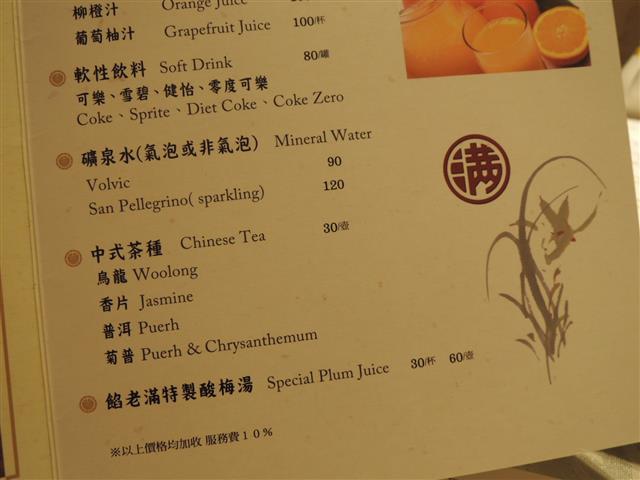 柳橙汁 Orange Juice
葡萄柚汁 Grapefruit Juice 100/杯
軟性飲料 Soft Drink 80/罐
可樂、雪碧、健怡、零度可樂
Coke、Sprite、Diet Coke、Coke Zero
礦泉水(氣泡或非氣泡) Mineral Water
Volvic 90
San Pellegrino( sparkling) 120
中式茶種 Chinese Tea 30/壺
烏龍 Woolong
香片 Jasmine
普洱 Puerh
菊普 Puerh & Chrysanthemum
餡老滿特製酸梅湯 Special Plum Juice 30/杯 60/壺
※以上價格均加收 服務費10%
满